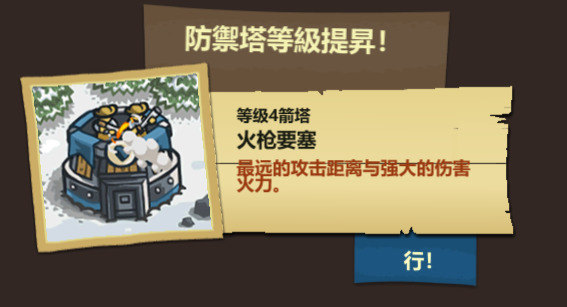 防禦塔等級提昇!
等级4箭塔
火枪要塞
最远的攻击距离与强大的伤害
火力。
行!